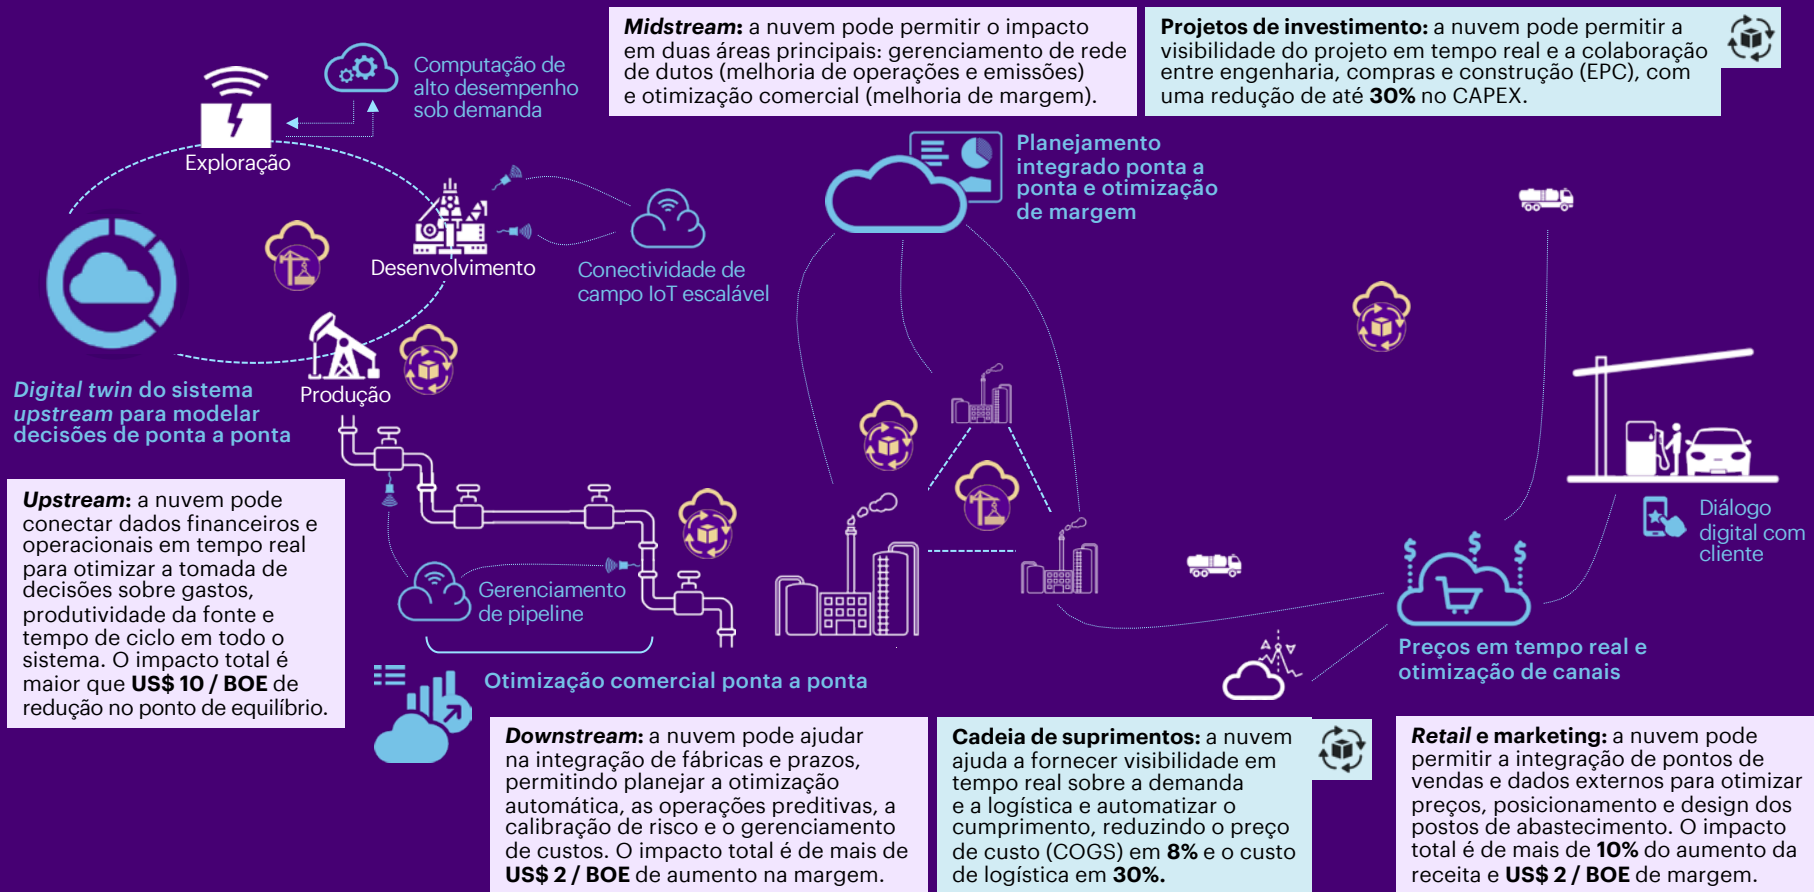 Midstream: a nuvem pode permitir o impacto
em duas áreas principais: gerenciamento de rede
de dutos (melhoria de operações e emissões)
e otimização comercial (melhoria de margem).
Projetos de investimento: a nuvem pode permitir a
visibilidade do projeto em tempo real e a colaboração
entre engenharia, compras e construção (EPC), com
uma redução de até 30% no CAPEX.
Computação de
alto desempenho
sob demanda
Exploração
Planejamento
integrado ponta a
ponta e otimização
de margem
Desenvolvimento
Conectividade de
campo IoT escalável
Digital twin do sistema
upstream para modelar
decisões de ponta a ponta
Produção
Upstream: a nuvem pode
conectar dados financeiros e
operacionais em tempo real
para otimizar a tomada de
decisões sobre gastos,
produtividade da fonte e
tempo de ciclo em todo o
sistema. O impacto total é
maior que US$ 10 / BOE de
redução no ponto de equilíbrio.
Gerenciamento
de pipeline
Diálogo
digital com
cliente
$ $ $
Preços em tempo real e
otimização de canais
Otimização comercial ponta a ponta
Downstream: a nuvem pode ajudar
na integração de fábricas e prazos,
permitindo planejar a otimização
automática, as operações preditivas, a
calibração de risco e o gerenciamento
de custos. O impacto total é de mais de
US$ 2 / BOE de aumento na margem.
Cadeia de suprimentos: a nuvem
ajuda a fornecer visibilidade em
tempo real sobre a demanda
e a logística e automatizar o
cumprimento, reduzindo o preço
de custo (COGS) em 8% e o custo
de logística em 30%.
Retail e marketing: a nuvem pode
permitir a integração de pontos de
vendas e dados externos para otimizar
preços, posicionamento e design dos
postos de abastecimento. O impacto
total é de mais de 10% do aumento da
receita e US$ 2 / BOE de margem.